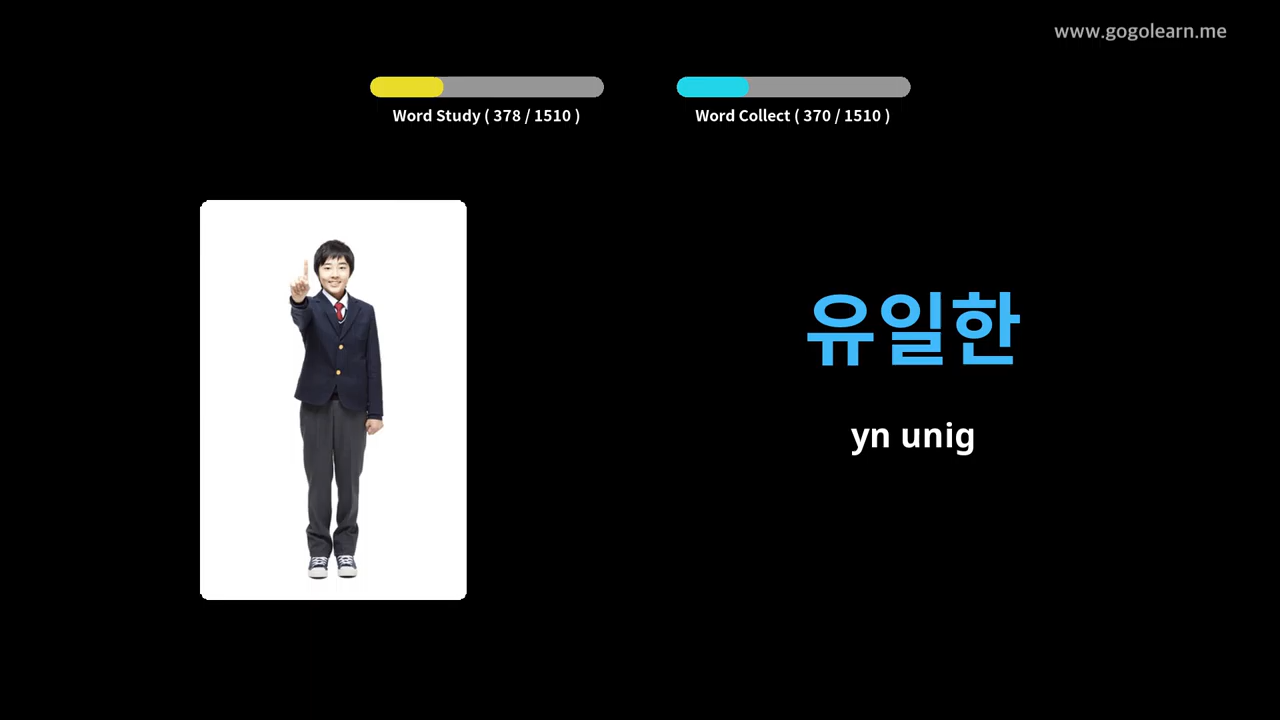 www.gogolearn.me
Word Study ( 378 / 1510 )
Word Collect ( 370 / 1510 )
유일한
yn unig